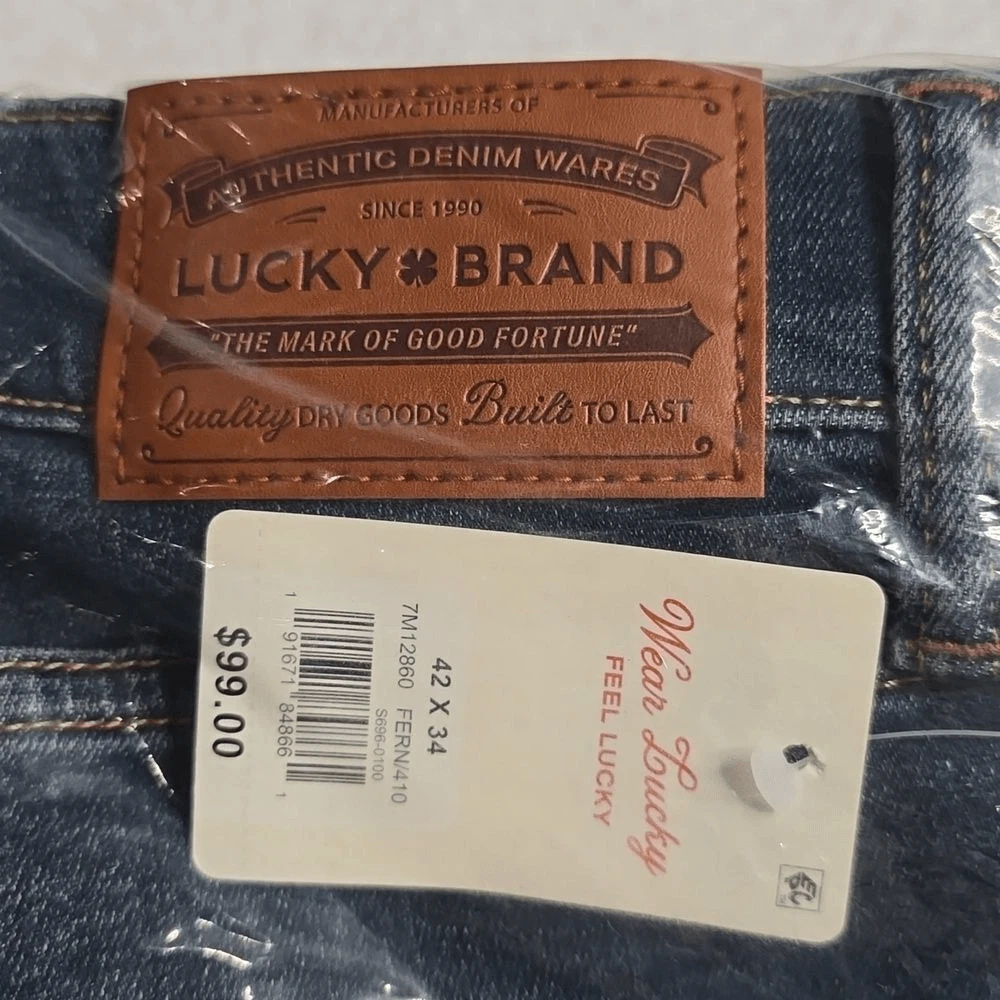 MANUFACTURERS OF
AUTHENTIC DENIM WARES
SINCE 1990
LUCKY BRAND
"THE MARK OF GOOD FORTUNE"
Quality DRY GOODS Built TO LAST
Wear Lucky
FEEL LUCKY
42 X 34
S696-0100
7M12860 FERN/410
1 91671 84866 1
$99.00